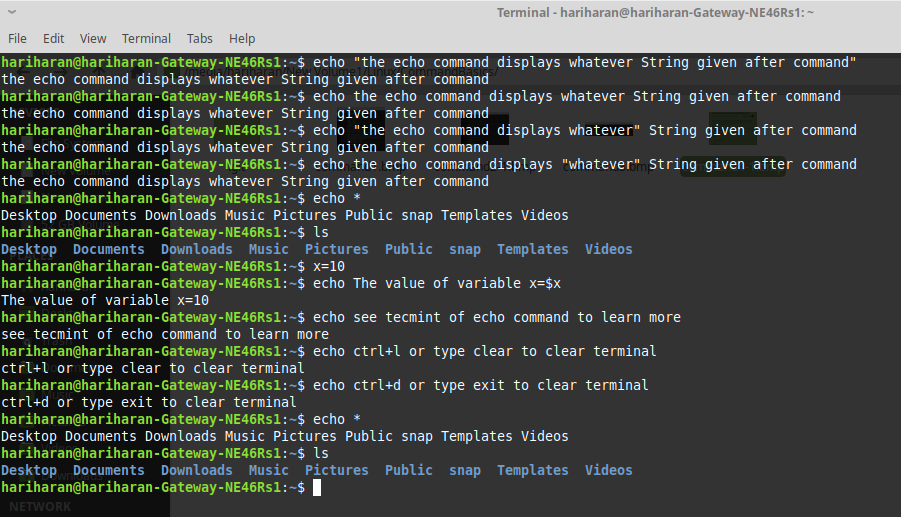 Terminal - hariharan@hariharan-Gateway-NE46Rs1: ~
File Edit View Terminal Tabs Help
hariharan@hariharan-Gateway-NE46Rs1:~$ echo "the echo command displays whatever String given after command"
the echo command displays whatever String given after command
hariharan@hariharan-Gateway-NE46Rs1:~$ echo the echo command displays whatever String given after command
the echo command displays whatever String given after command
hariharan@hariharan-Gateway-NE46Rs1:~$ echo "the echo command displays whatever" String given after command
the echo command displays whatever String given after command
hariharan@hariharan-Gateway-NE46Rs1:~$ echo the echo command displays "whatever" String given after command
the echo command displays whatever String given after command
hariharan@hariharan-Gateway-NE46Rs1:~$ echo *
Desktop Documents Downloads Music Pictures Public snap Templates Videos
hariharan@hariharan-Gateway-NE46Rs1:~$ ls
Desktop Documents Downloads Music Pictures Public snap Templates Videos
hariharan@hariharan-Gateway-NE46Rs1:~$ x=10
hariharan@hariharan-Gateway-NE46Rs1:~$ echo The value of variable x=$x
The value of variable x=10
hariharan@hariharan-Gateway-NE46Rs1:~$ echo see tecmint of echo command to learn more
see tecmint of echo command to learn more
hariharan@hariharan-Gateway-NE46Rs1:~$ echo ctrl+l or type clear to clear terminal
ctrl+l or type clear to clear terminal
hariharan@hariharan-Gateway-NE46Rs1:~$ echo ctrl+d or type exit to clear terminal
ctrl+d or type exit to clear terminal
hariharan@hariharan-Gateway-NE46Rs1:~$ echo *
Desktop Documents Downloads Music Pictures Public snap Templates Videos
hariharan@hariharan-Gateway-NE46Rs1:~$ ls
Desktop Documents Downloads Music Pictures Public snap Templates Videos
hariharan@hariharan-Gateway-NE46Rs1:~$
NETWORK